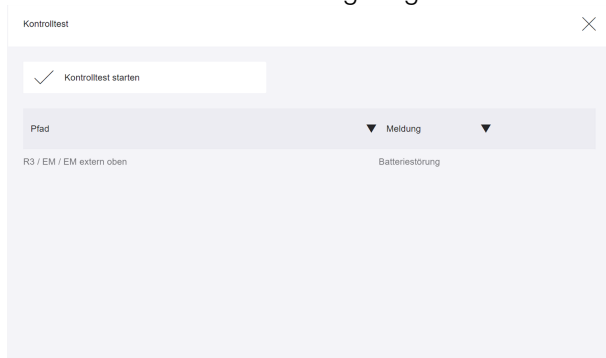 Kontrolltest
Kontrolltest starten
Pfad Meldung
R3 / EM / EM extern oben Batteriestörung